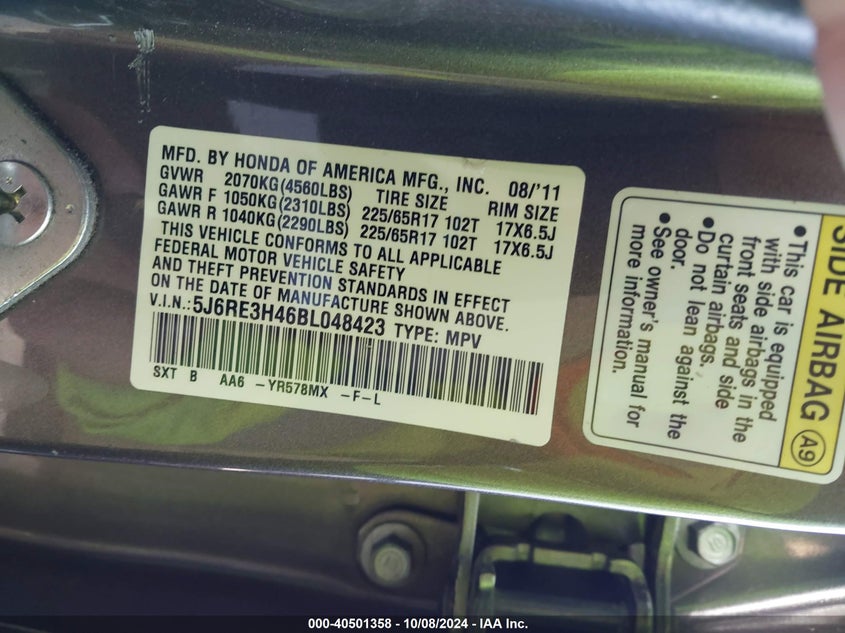 MFD. BY HONDA OF AMERICA MFG., INC. 08/'11
GVWR 2070KG(4560LBS) TIRE SIZE RIM SIZE
GAWR F 1050KG(2310LBS) 225/65R17 102T 17X6.5J
GAWR R 1040KG(2290LBS) 225/65R17 102T 17X6.5J
THIS VEHICLE CONFORMS TO ALL APPLICABLE
FEDERAL MOTOR VEHICLE SAFETY
AND THEFT PREVENTION STANDARDS IN EFFECT
ON THE DATE OF MANUFACTURE SHOWN ABOVE.
V.I.N.: 5J6RE3H46BL048423 TYPE: MPV
SXT B AA6 -YR578MX -F-L
SIDE AIRBAG A9
•This car is equipped
with side airbags in the
front seats and side
curtain airbags.
•Do not lean against the
door.
•See owner's manual for
more information.
000-40501358 - 10/08/2024 - IAA Inc.